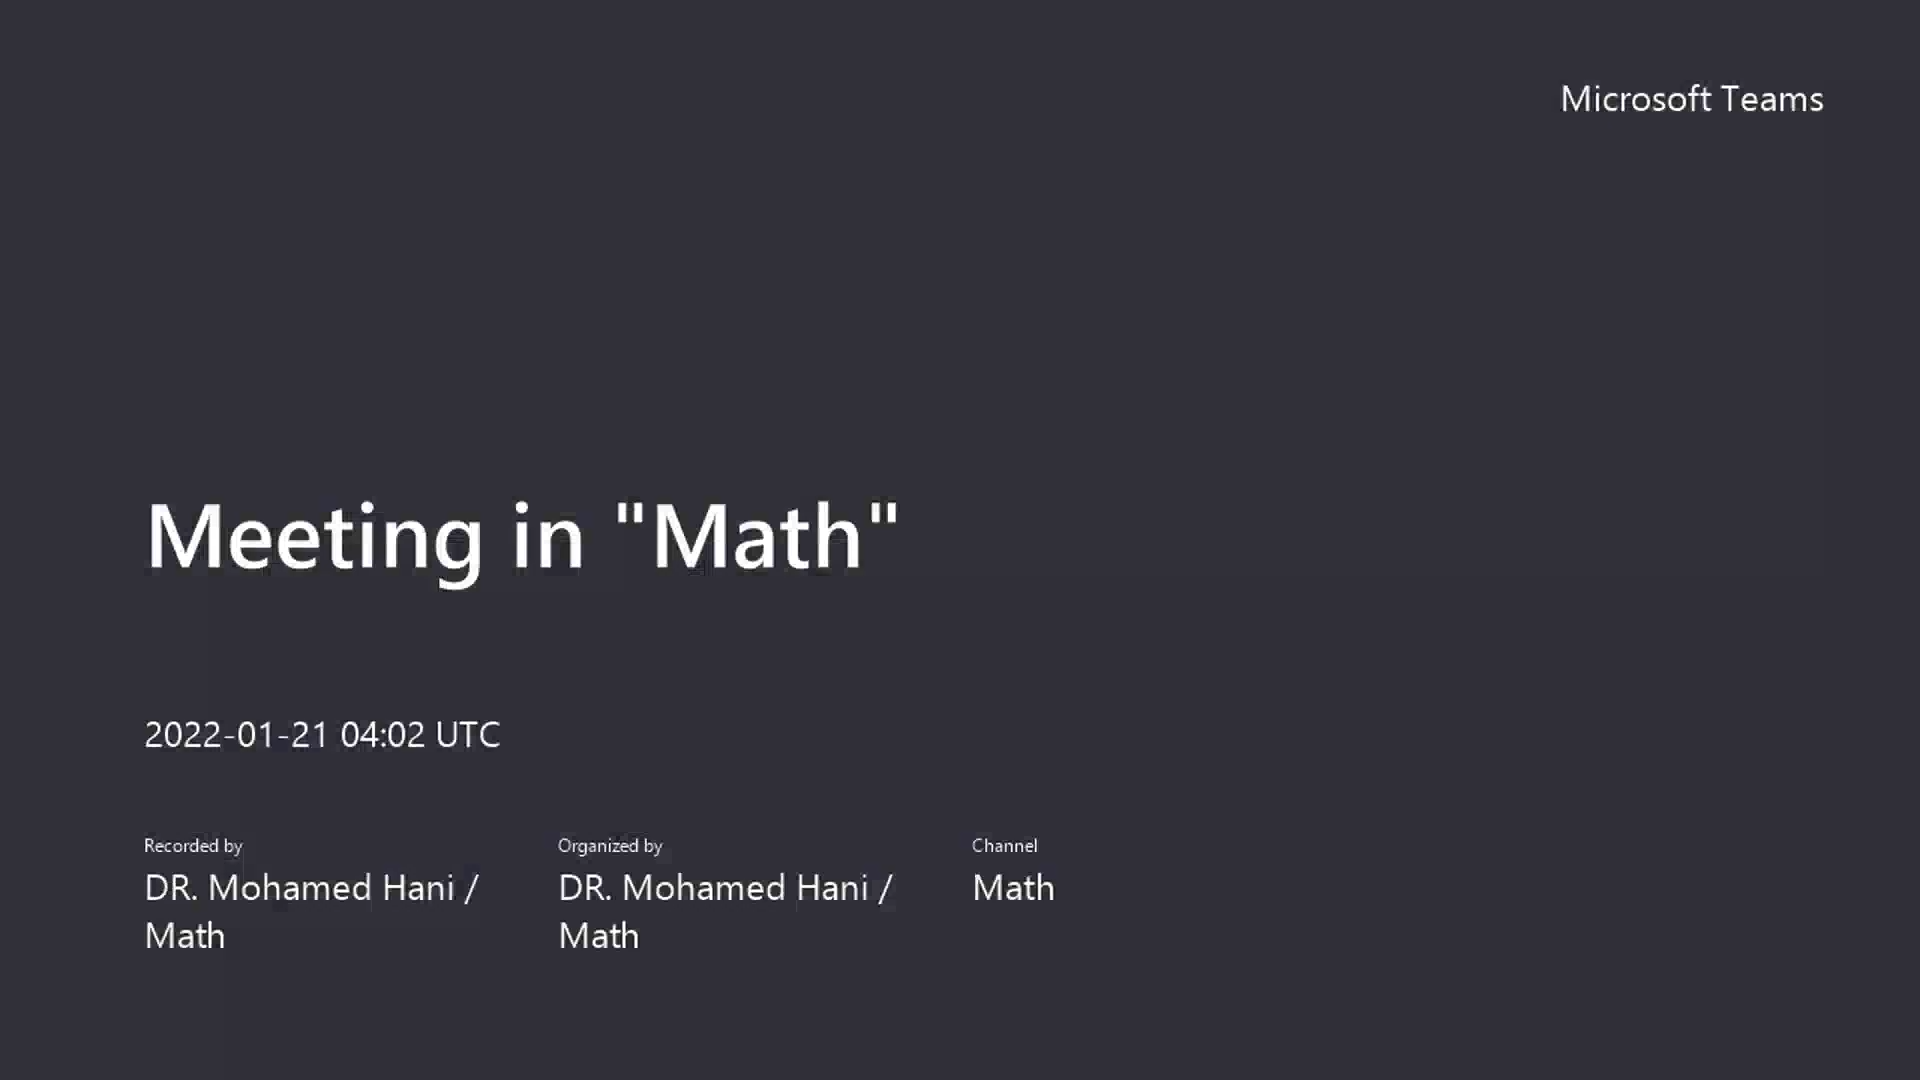 Microsoft Teams
Meeting in "Math"
2022-01-21 04:02 UTC
Recorded by
DR. Mohamed Hani /
Math
Organized by
DR. Mohamed Hani /
Math
Channel
Math